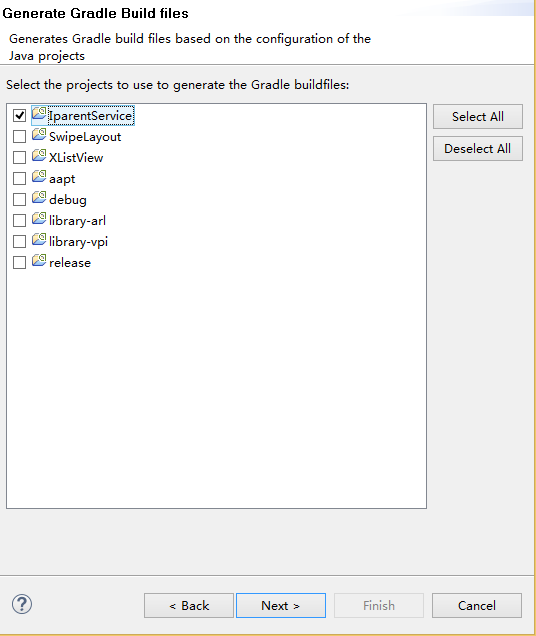 Generate Gradle Build files
Generates Gradle build files based on the configuration of the
Java projects
Select the projects to use to generate the Gradle buildfiles:
IparentService
SwipeLayout
XListView
aapt
debug
library-arl
library-vpi
release
Select All
Deselect All
?
< Back
Next >
Finish
Cancel